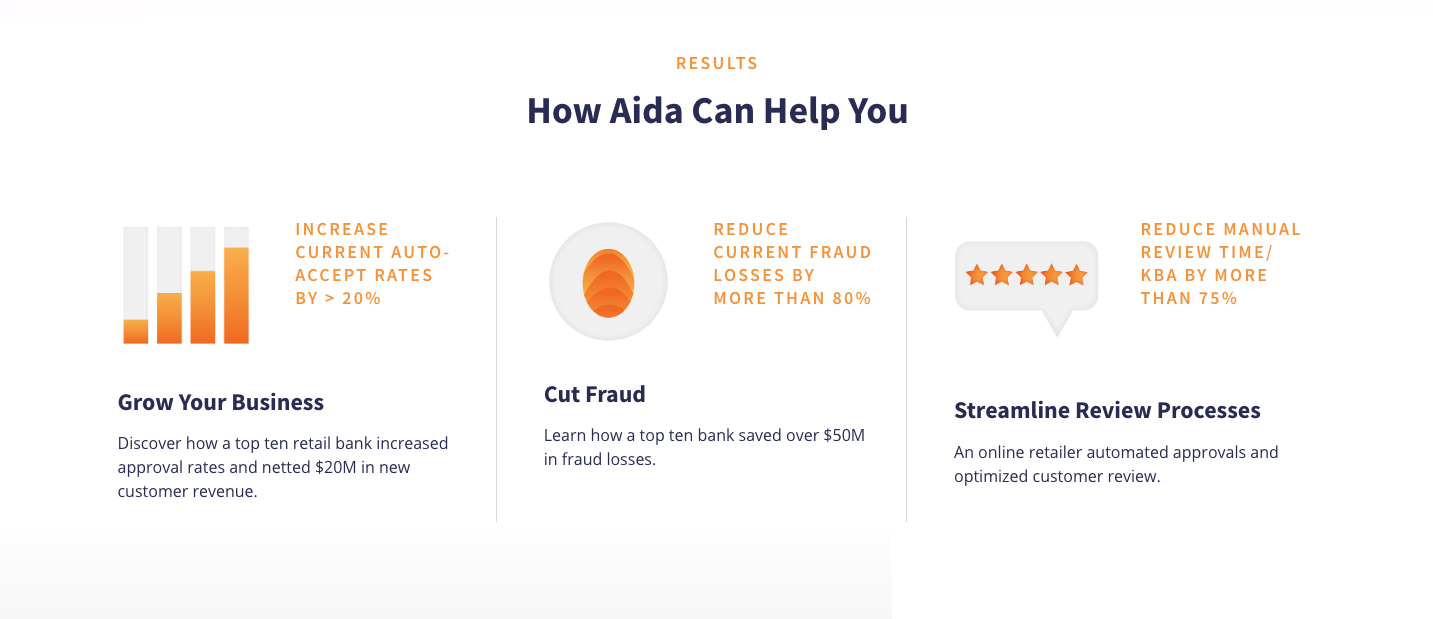 RESULTS
How Aida Can Help You
INCREASE
CURRENT AUTO-
ACCEPT RATES
BY > 20%
Grow Your Business
Discover how a top ten retail bank increased
approval rates and netted $20M in new
customer revenue.
REDUCE
CURRENT FRAUD
LOSSES BY
MORE THAN 80%
Cut Fraud
Learn how a top ten bank saved over $50M
in fraud losses.
REDUCE MANUAL
REVIEW TIME/
KBA BY MORE
THAN 75%
Streamline Review Processes
An online retailer automated approvals and
optimized customer review.